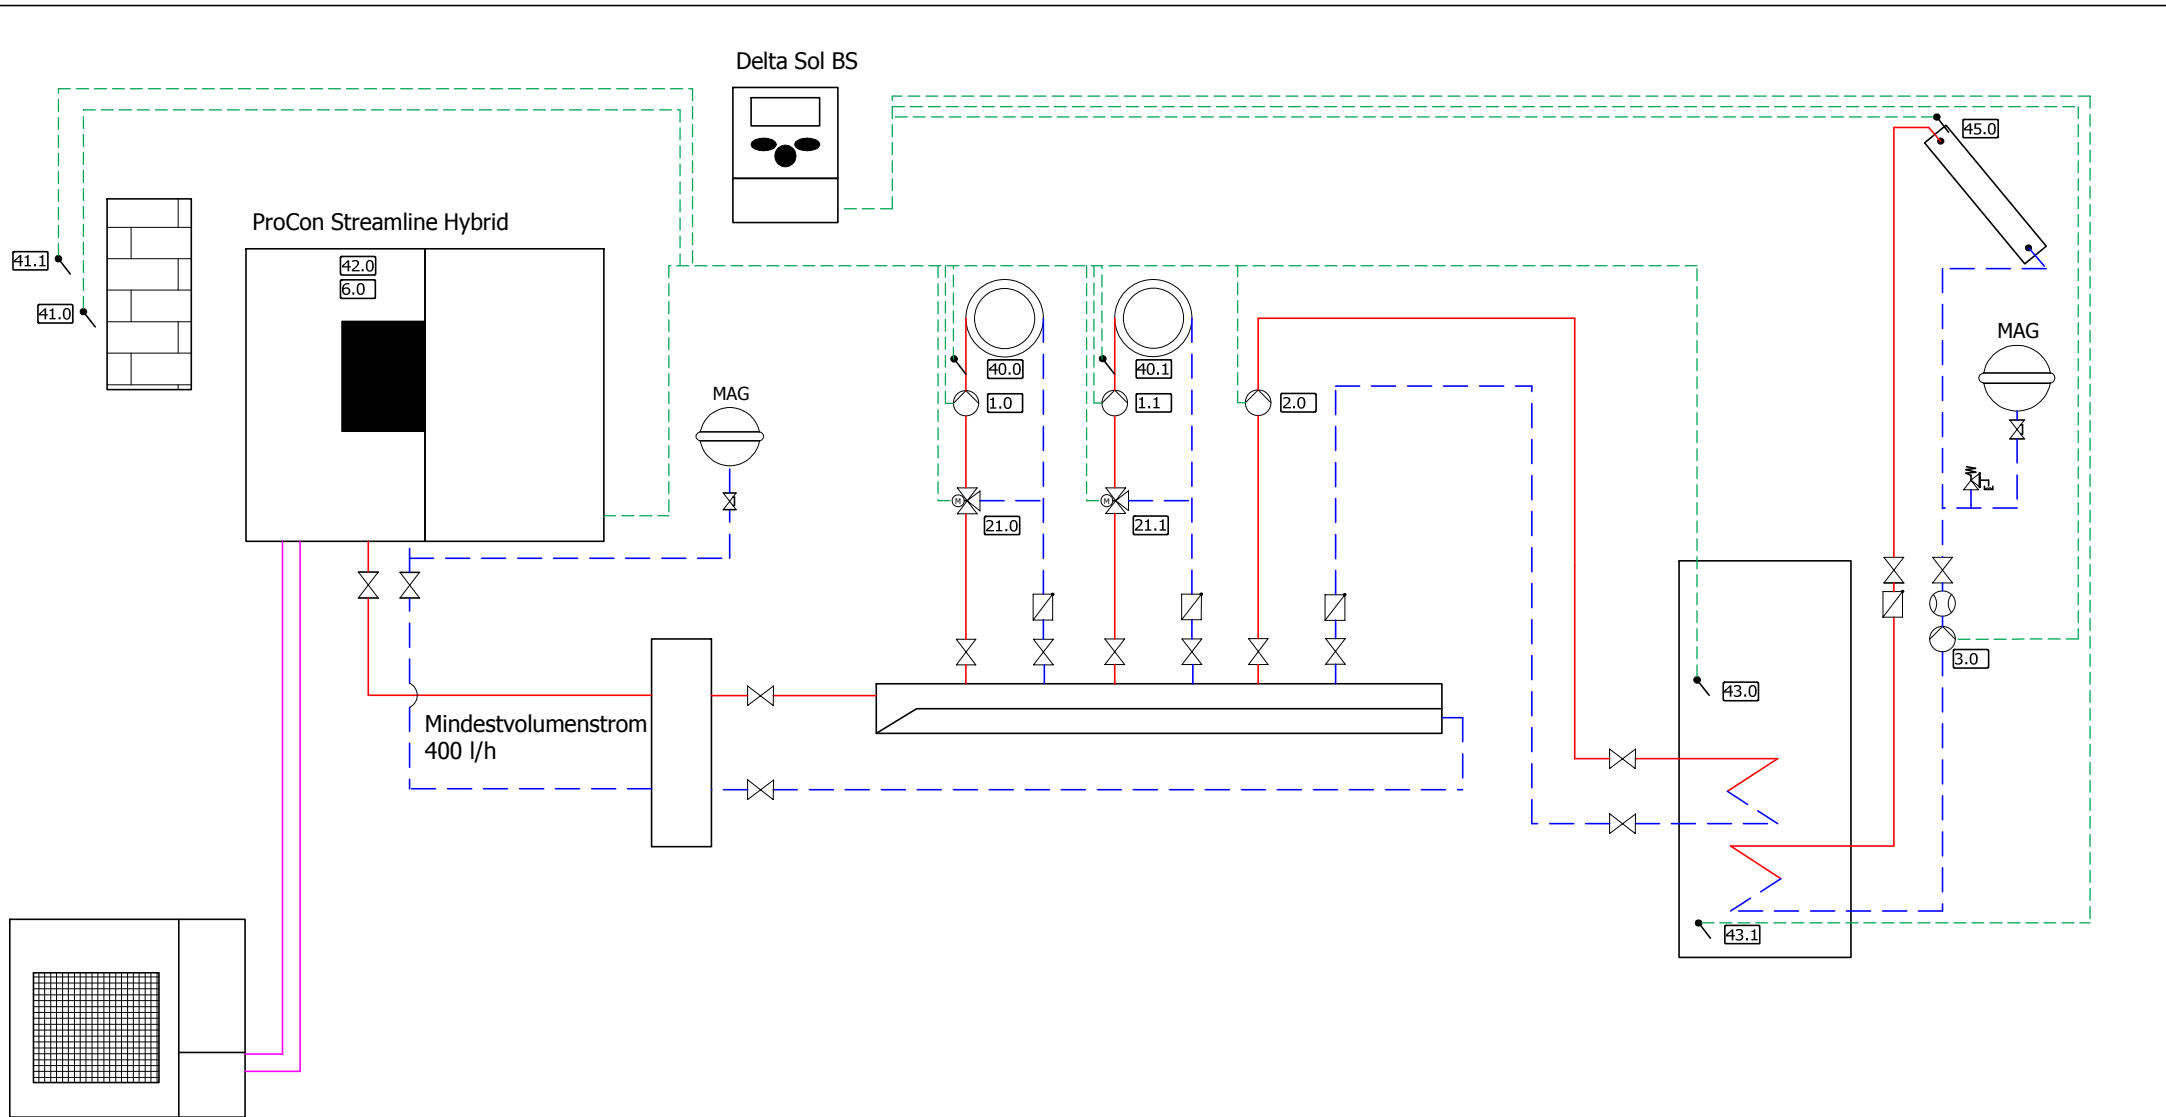 Delta Sol BS
45.0
ProCon Streamline Hybrid
41.1
42.0
6.0
41.0
MAG
40.0
40.1
MAG
1.0
1.1
2.0
M
21.0
M
21.1
3.0
43.0
Mindestvolumenstrom
400 l/h
43.1